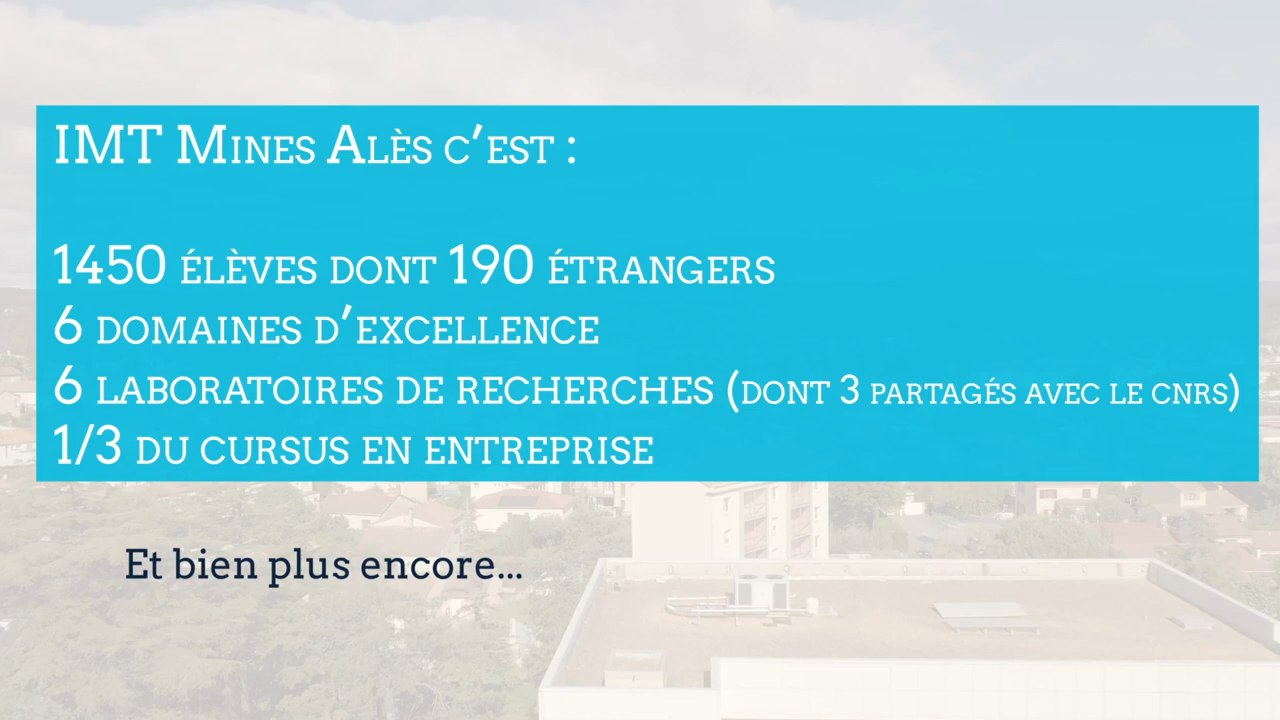 IMT Mines Alès c'est :
1450 élèves dont 190 étrangers
6 domaines d'excellence
6 laboratoires de recherches (dont 3 partagés avec le cnrs)
1/3 du cursus en entreprise
Et bien plus encore...